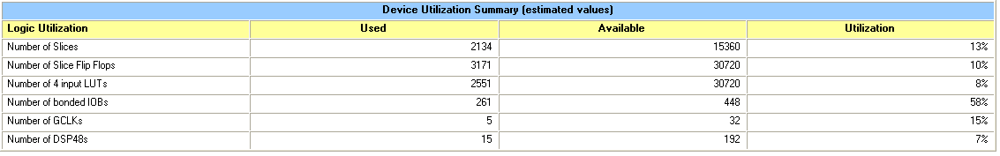 Device Utilization Summary (estimated values)
Logic Utilization Used Available Utilization
Number of Slices 2134 15360 13%
Number of Slice Flip Flops 3171 30720 10%
Number of 4 input LUTs 2551 30720 8%
Number of bonded IOBs 261 448 58%
Number of GCLKs 5 32 15%
Number of DSP48s 15 192 7%